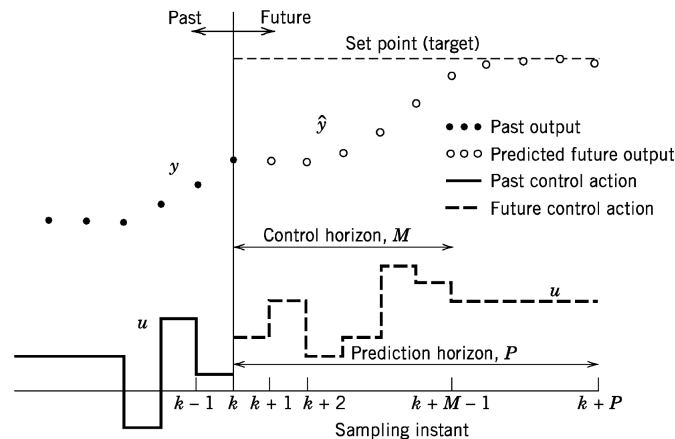 Past Future
Set point (target)
ŷ
Past output
y
Predicted future output
Past control action
Future control action
Control horizon, M
u
u
Prediction horizon, P
k − 1 k k + 1 k + 2 k + M − 1 k + P
Sampling instant